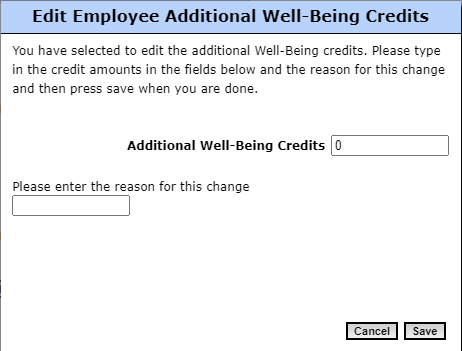 Edit Employee Additional Well-Being Credits
You have selected to edit the additional Well-Being credits. Please type
in the credit amounts in the fields below and the reason for this change
and then press save when you are done.
Additional Well-Being Credits 0
Please enter the reason for this change
Cancel Save